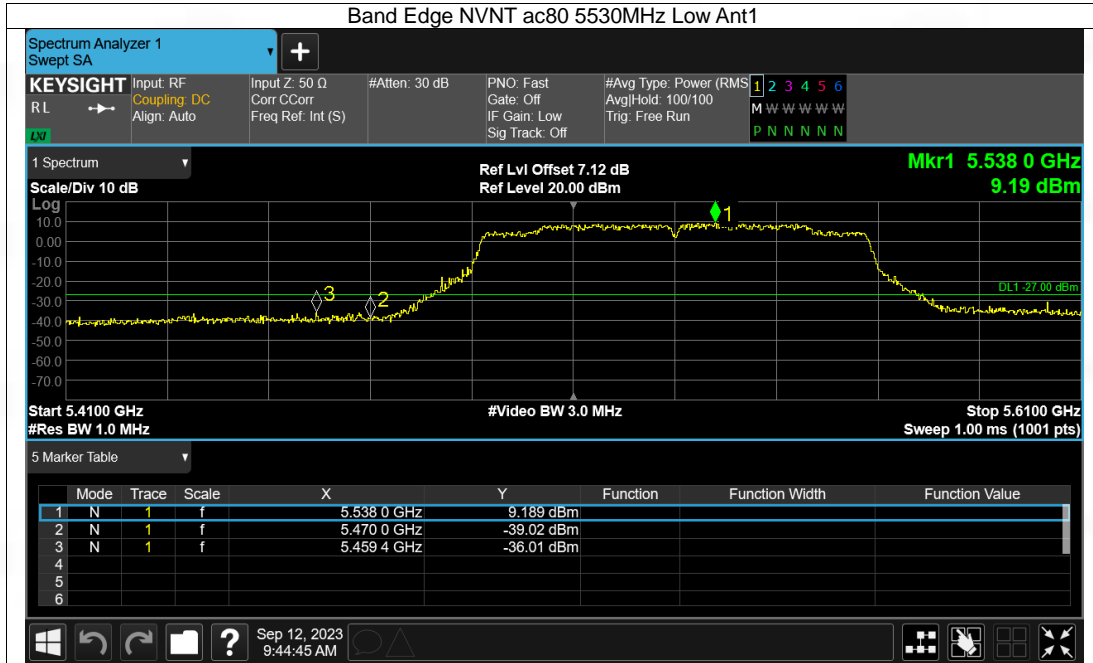 Band Edge NVNT ac80 5530MHz Low Ant1
Spectrum Analyzer 1
Swept SA
+
KEYSIGHT
R L
LXI
Input: RF
Coupling: DC
Align: Auto
Input Z: 50 Ω
Corr CCorr
Freq Ref: Int (S)
#Atten: 30 dB
PNO: Fast
Gate: Off
IF Gain: Low
Sig Track: Off
#Avg Type: Power (RMS
Avg|Hold: 100/100
Trig: Free Run
1 2 3 4 5 6
M W W W W W
P N N N N N
1 Spectrum
Scale/Div 10 dB
Ref Lvl Offset 7.12 dB
Ref Level 20.00 dBm
Mkr1 5.538 0 GHz
9.19 dBm
Log
10.0
0.00
-10.0
-20.0
-30.0
-40.0
-50.0
-60.0
-70.0
1
2
3
DL1 -27.00 dBm
Start 5.4100 GHz
#Res BW 1.0 MHz
#Video BW 3.0 MHz
Stop 5.6100 GHz
Sweep 1.00 ms (1001 pts)
5 Marker Table
Mode Trace Scale X Y Function Function Width Function Value
1 N 1 f 5.538 0 GHz 9.189 dBm
2 N 1 f 5.470 0 GHz -39.02 dBm
3 N 1 f 5.459 4 GHz -36.01 dBm
4
5
6
?
Sep 12, 2023
9:44:45 AM